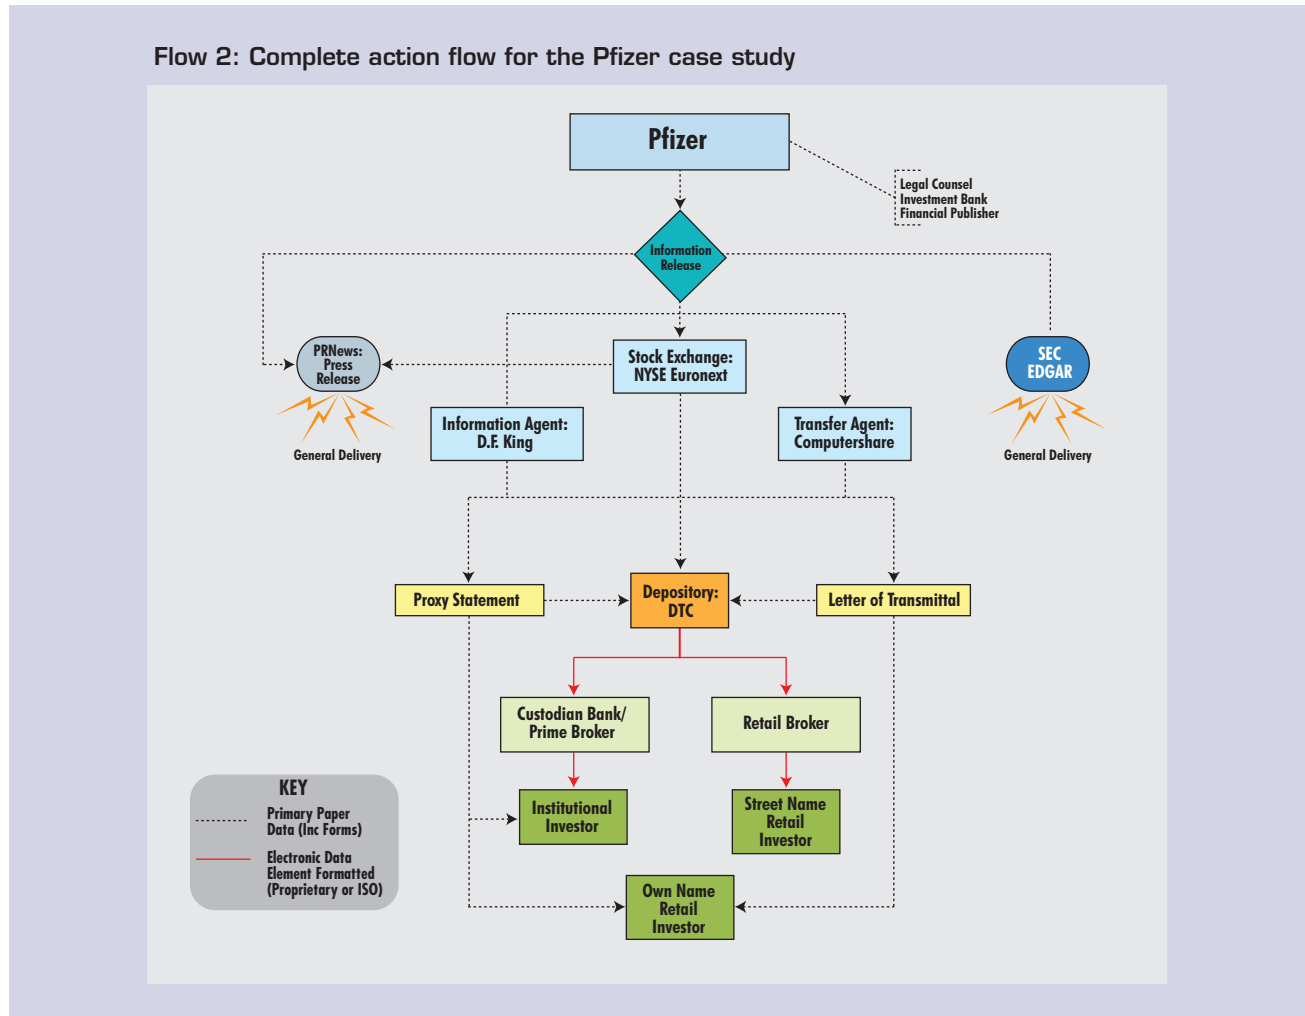 Flow 2: Complete action flow for the Pfizer case study
Pfizer
Legal Counsel
Investment Bank
Financial Publisher
Information
Release
PRNews:
Press
Release
General Delivery
Stock Exchange:
NYSE Euronext
SEC
EDGAR
General Delivery
Information Agent:
D.F. King
Transfer Agent:
Computershare
Proxy Statement
Depository:
DTC
Letter of Transmittal
Custodian Bank/
Prime Broker
Retail Broker
Institutional
Investor
Street Name
Retail
Investor
Own Name
Retail
Investor
KEY
Primary Paper
Data (Inc Forms)
Electronic Data
Element Formatted
(Proprietary or ISO)